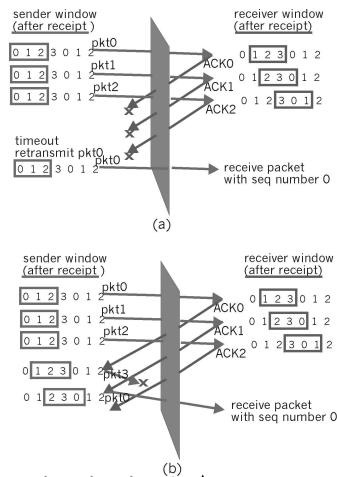 sender window
(after receipt)
receiver window
(after receipt)
0 1 2 3 0 1 2
pkt0
ACK0
0 1 2 3 0 1 2
0 1 2 3 0 1 2
pkt1
ACK1
0 1 2 3 0 1 2
0 1 2 3 0 1 2
pkt2
ACK2
0 1 2 3 0 1 2
timeout
retransmit pkt0
0 1 2 3 0 1 2
pkt0
receive packet
with seq number 0
(a)
sender window
(after receipt)
receiver window
(after receipt)
0 1 2 3 0 1 2
pkt0
ACK0
0 1 2 3 0 1 2
0 1 2 3 0 1 2
pkt1
ACK1
0 1 2 3 0 1 2
0 1 2 3 0 1 2
pkt2
ACK2
0 1 2 3 0 1 2
0 1 2 3 0 1 2
pkt3
0 1 2 3 0 1 2
pkt0
receive packet
with seq number 0
(b)